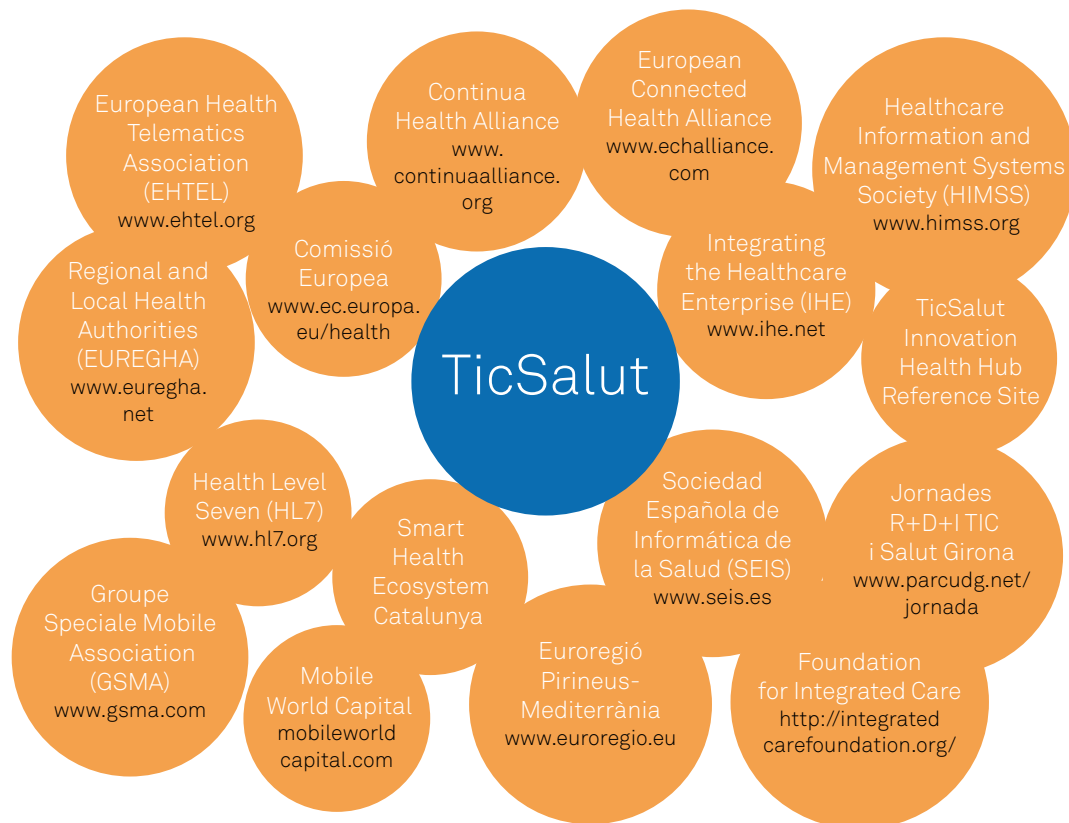 European Health
Telematics
Association
(EHTEL)
www.ehtel.org
Continua
Health Alliance
www.
continuaalliance.
org
European
Connected
Health Alliance
www.echalliance.
com
Healthcare
Information and
Management Systems
Society (HIMSS)
www.himss.org
Regional and
Local Health
Authorities
(EUREGHA)
www.euregha.
net
Comissió
Europea
www.ec.europa.
eu/health
TicSalut
Integrating
the Healthcare
Enterprise (IHE)
www.ihe.net
TicSalut
Innovation
Health Hub
Reference Site
Health Level
Seven (HL7)
www.hl7.org
Smart
Health
Ecosystem
Catalunya
Sociedad
Española de
Informática de
la Salud (SEIS)
www.seis.es
Jornades
R+D+I TIC
i Salut Girona
www.parcudg.net/
jornada
Groupe
Speciale Mobile
Association
(GSMA)
www.gsma.com
Mobile
World Capital
mobileworld
capital.com
Euroregió
Pirineus-
Mediterrània
www.euroregio.eu
Foundation
for Integrated Care
http://integrated
carefoundation.org/